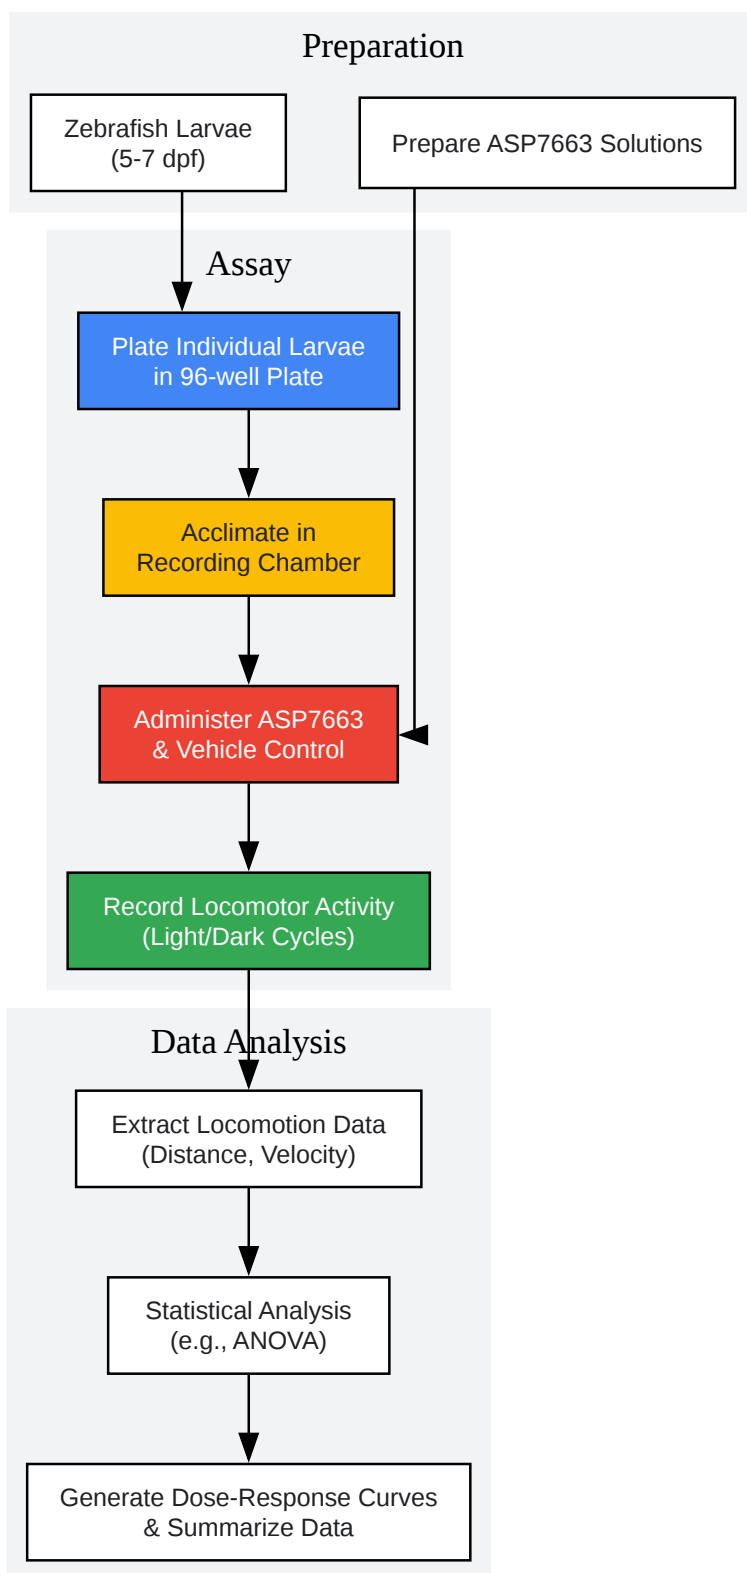 Preparation
Zebrafish Larvae
(5-7 dpf)
Prepare ASP7663 Solutions
Assay
Plate Individual Larvae
in 96-well Plate
Acclimate in
Recording Chamber
Administer ASP7663
& Vehicle Control
Record Locomotor Activity
(Light/Dark Cycles)
Data Analysis
Extract Locomotion Data
(Distance, Velocity)
Statistical Analysis
(e.g., ANOVA)
Generate Dose-Response Curves
& Summarize Data